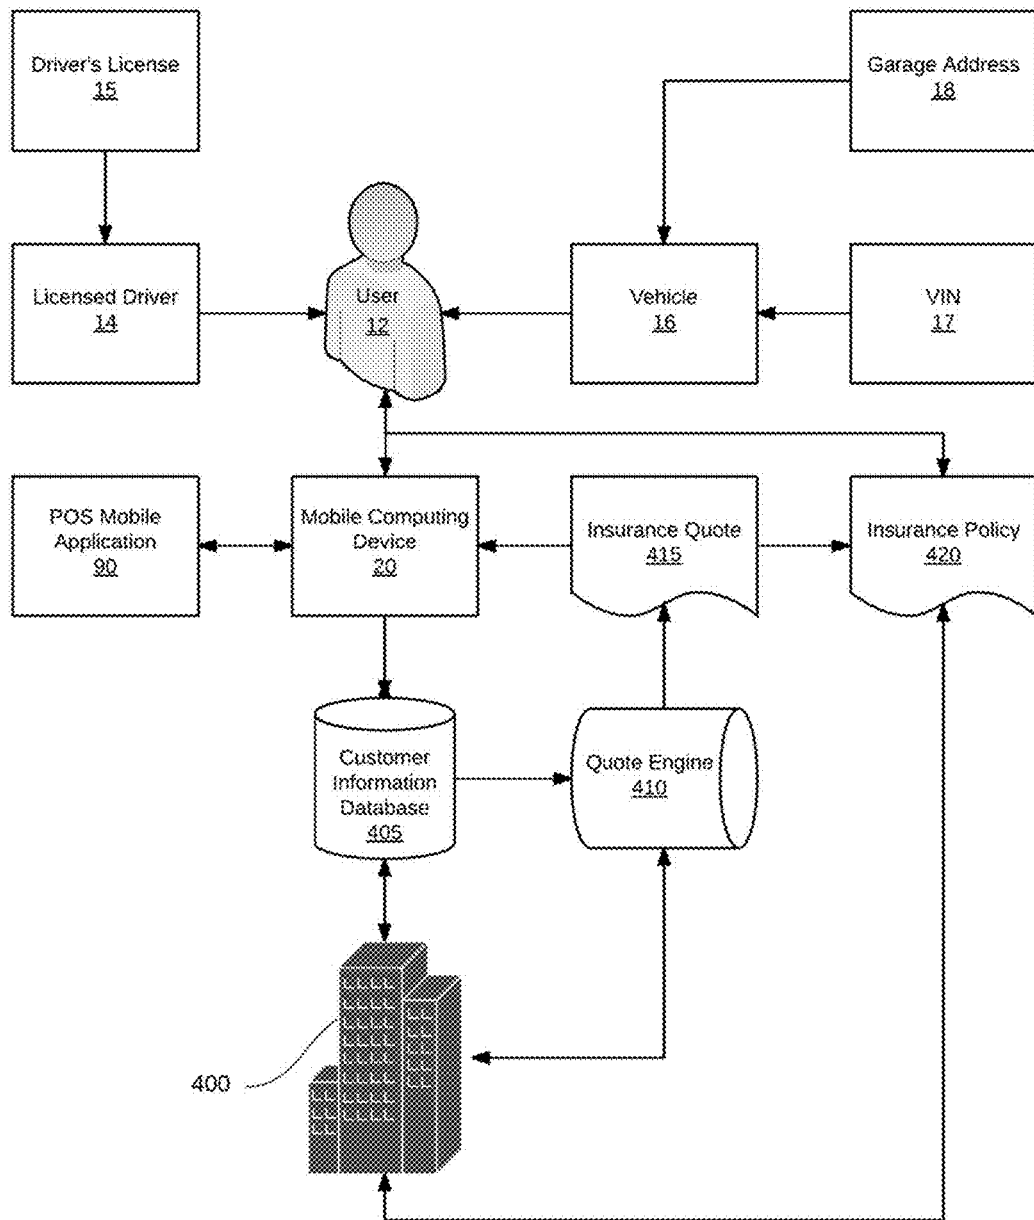 Driver's License
15
Garage Address
18
Licensed Driver
14
User
12
Vehicle
16
VIN
17
POS Mobile
Application
90
Mobile Computing
Device
20
Insurance Quote
415
Insurance Policy
420
Customer
Information
Database
405
Quote Engine
410
400